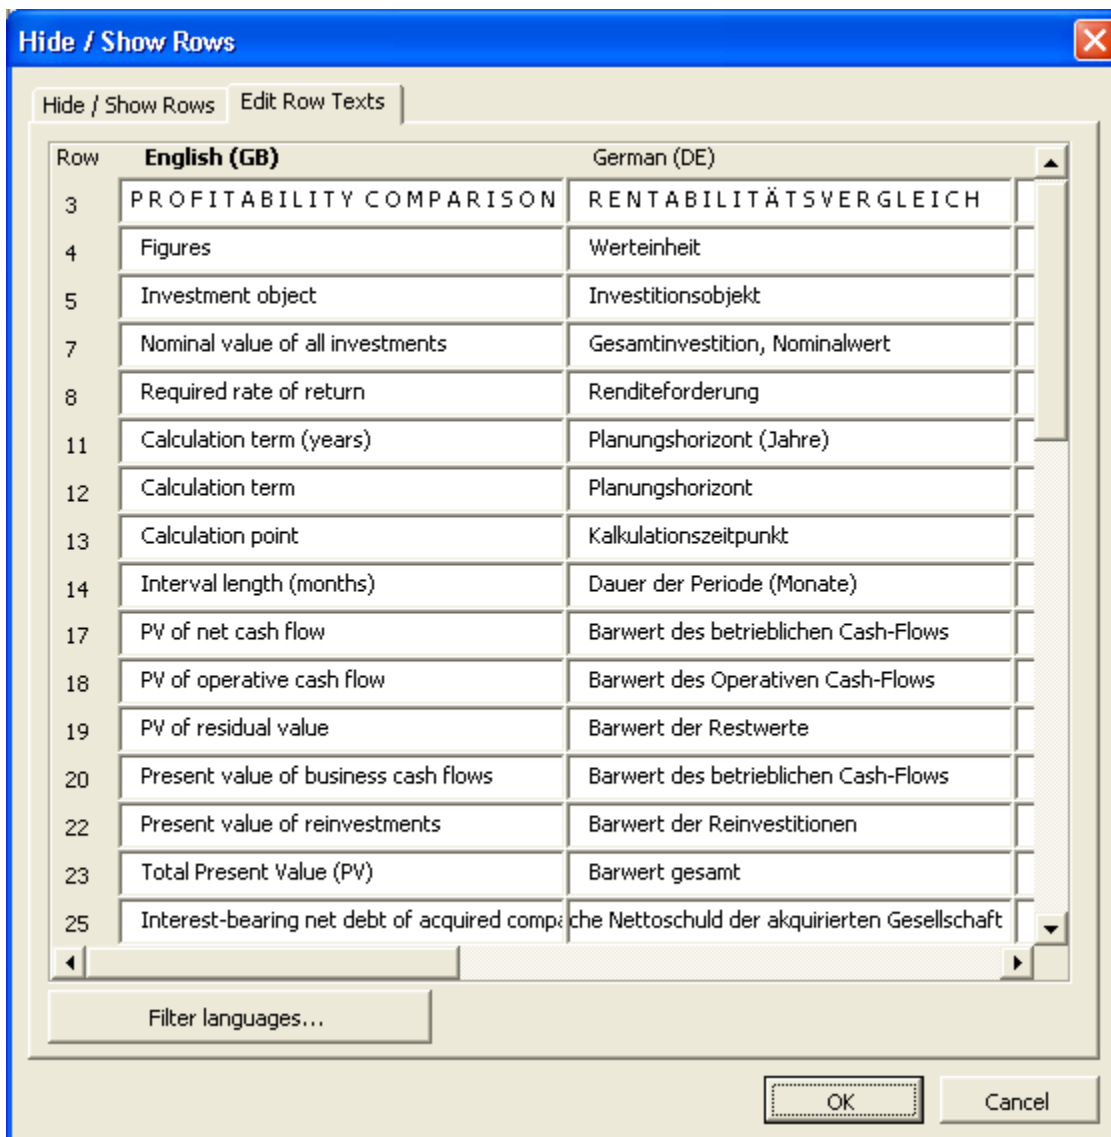 Hide / Show Rows
Hide / Show Rows Edit Row Texts
Row English (GB) German (DE)
3 P R O F I T A B I L I T Y C O M P A R I S O N R E N T A B I L I T Ä T S V E R G L E I C H
4 Figures Werteinheit
5 Investment object Investitionsobjekt
7 Nominal value of all investments Gesamtinvestition, Nominalwert
8 Required rate of return Renditeforderung
11 Calculation term (years) Planungshorizont (Jahre)
12 Calculation term Planungshorizont
13 Calculation point Kalkulationszeitpunkt
14 Interval length (months) Dauer der Periode (Monate)
17 PV of net cash flow Barwert des betrieblichen Cash-Flows
18 PV of operative cash flow Barwert des Operativen Cash-Flows
19 PV of residual value Barwert der Restwerte
20 Present value of business cash flows Barwert des betrieblichen Cash-Flows
22 Present value of reinvestments Barwert der Reinvestitionen
23 Total Present Value (PV) Barwert gesamt
25 Interest-bearing net debt of acquired compa che Nettoschuld der akquirierten Gesellschaft
Filter languages...
OK Cancel